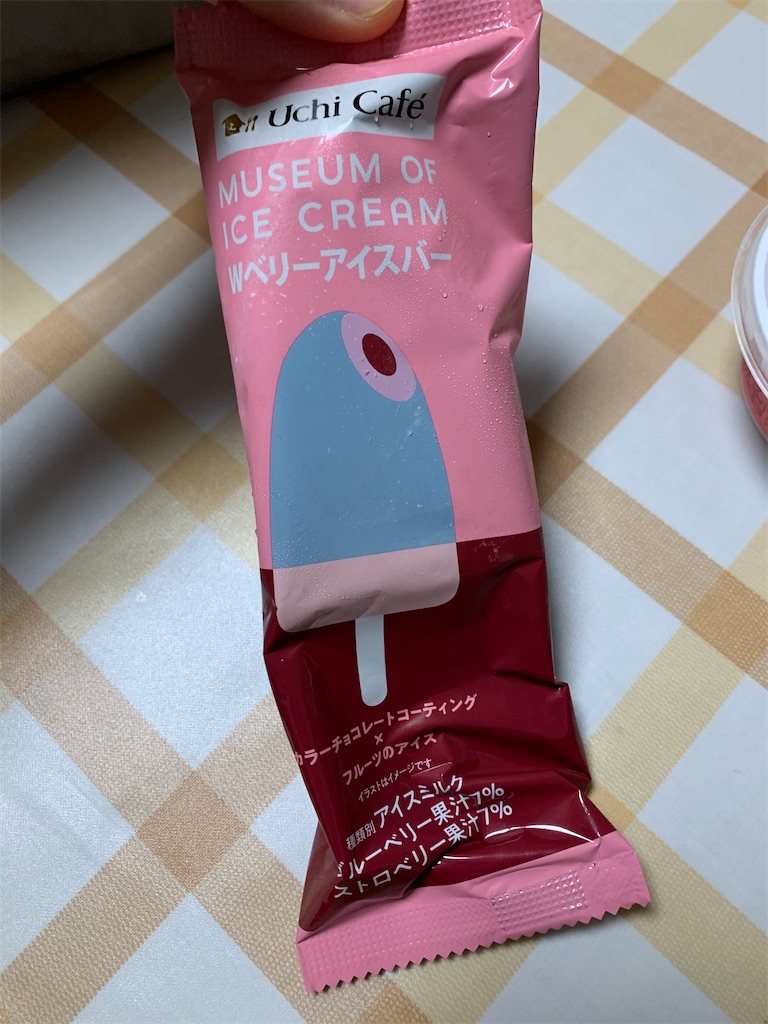 Uchi Café
MUSEUM OF
ICE CREAM
Wベリーアイスバー
カラーチョコレートコーティング
×
フルーツのアイス
イラストはイメージです
種類別 アイスミルク
ブルーベリー果汁7%
ストロベリー果汁7%